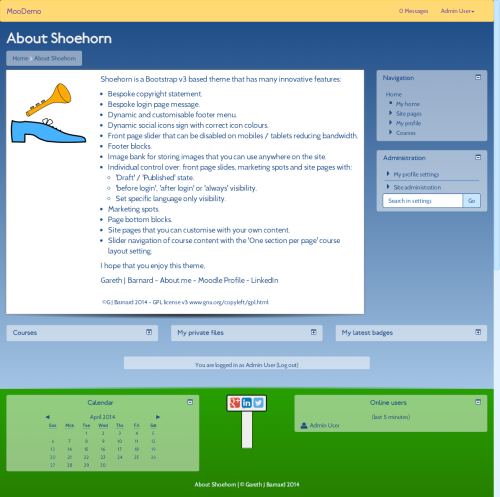 MooDemo
0 Messages
Admin User
About Shoehorn
Home About Shoehorn
Shoehorn is a Bootstrap v3 based theme that has many innovative features:
Bespoke copyright statement.
Bespoke login page message.
Dynamic and customisable footer menu.
Dynamic social icons sign with correct icon colours.
Front page slider that can be disabled on mobiles / tablets reducing bandwidth.
Footer blocks.
Image bank for storing images that you can use anywhere on the site.
Individual control over front page slides, marketing spots and site pages with:
'Draft' / 'Published' state.
'before login', 'after login' or 'always' visibility.
Set specific language only visibility.
Marketing spots.
Page bottom blocks.
Site pages that you can customise with your own content.
Slider navigation of course content with the 'One section per page' course
layout setting.
I hope that you enjoy this theme,
Gareth J Barnard - About.me - Moodle Profile - LinkedIn
©G J Barnard 2014 - GPL license v3 www.gnu.org/copyleft/gpl.html
Navigation
Home
My home
Site pages
My profile
Courses
Administration
My profile settings
Site administration
Search in settings
Go
Courses
My private files
My latest badges
You are logged in as Admin User (Log out)
Calendar
April 2014
Sun Mon Tue Wed Thu Fri Sat
1 2 3 4 5
6 7 8 9 10 11 12
13 14 15 16 17 18 19
20 21 22 23 24 25 26
27 28 29 30
Online users
(last 5 minutes)
Admin User
About Shoehorn | © Gareth J Barnard 2014